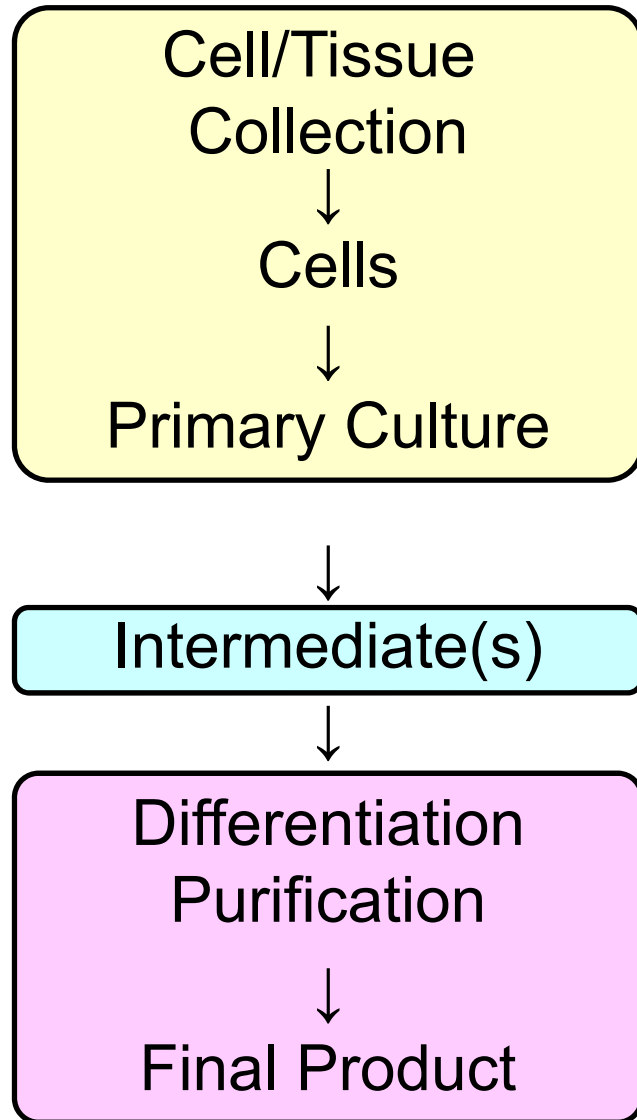 Cell/Tissue
Collection
↓
Cells
↓
Primary Culture
↓
Intermediate(s)
↓
Differentiation
Purification
↓
Final Product